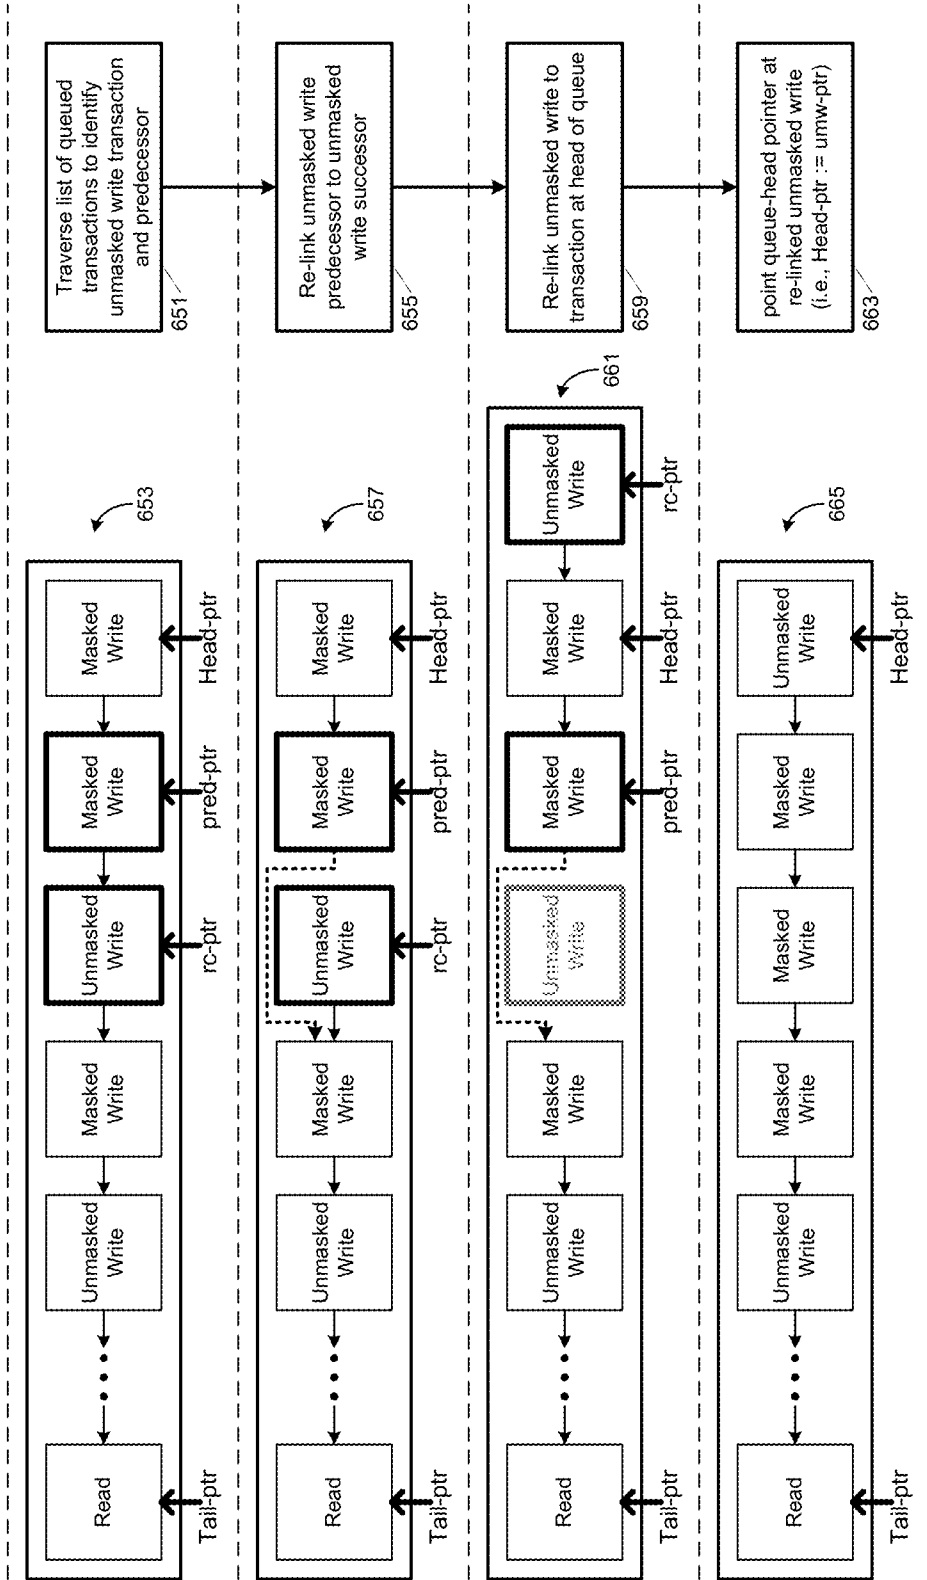 Read
Unmasked
Write
Masked
Write
Unmasked
Write
Masked
Write
Masked
Write
Tail-ptr
rc-ptr
pred-ptr
Head-ptr
653
Traverse list of queued
transactions to identify
unmasked write transaction
and predecessor
651
Read
Unmasked
Write
Masked
Write
Unmasked
Write
Masked
Write
Masked
Write
Tail-ptr
rc-ptr
pred-ptr
Head-ptr
657
Re-link unmasked write
predecessor to unmasked
write successor
655
Read
Unmasked
Write
Masked
Write
Unmasked
Write
Masked
Write
Masked
Write
Unmasked
Write
Tail-ptr
pred-ptr
Head-ptr
rc-ptr
661
Re-link unmasked write to
transaction at head of queue
659
Read
Unmasked
Write
Masked
Write
Masked
Write
Masked
Write
Unmasked
Write
Tail-ptr
Head-ptr
665
point queue-head pointer at
re-linked unmasked write
(i.e., Head-ptr := umw-ptr)
663